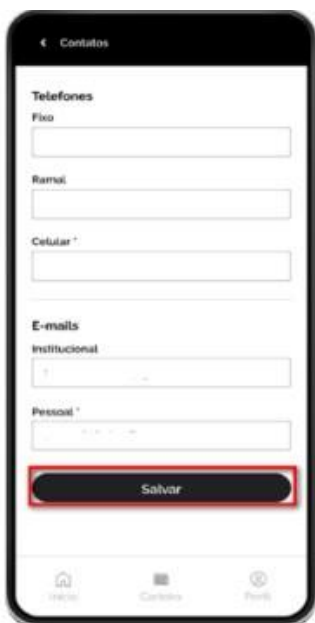 Contatos
Telefones
Fixo
Ramal
Celular *
E-mails
Institucional
Pessoal *
Salvar
Início
Contatos
Perfil